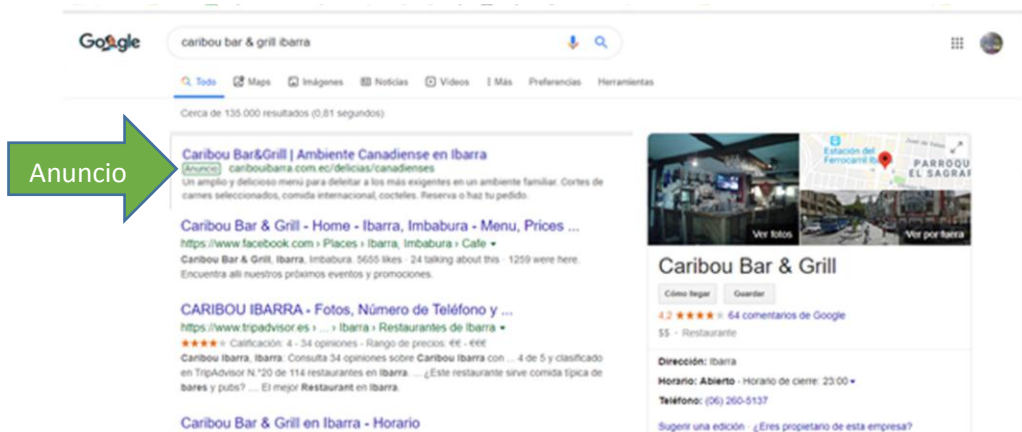 Google
caribou bar & grill ibarra
Todo Maps Imágenes Noticias Vídeos Más Preferencias Herramientas
Cerca de 135.000 resultados (0,81 segundos)
Anuncio
Caribou Bar&Grill | Ambiente Canadiense en Ibarra
Anuncio caribouibarra.com.ec/delicias/canadienses
Un amplio y delicioso menú para deleitar a los más exigentes en un ambiente familiar. Cortes de
carnes seleccionados, comida internacional, cocteles. Reserva o haz tu pedido.
Caribou Bar & Grill - Home - Ibarra, Imbabura - Menu, Prices ...
https://www.facebook.com › Places › Ibarra, Imbabura › Cafe
Caribou Bar & Grill, Ibarra, Imbabura. 5655 likes · 24 talking about this · 1259 were here.
Encuentra alli nuestros próximos eventos y promociones.
CARIBOU IBARRA - Fotos, Número de Teléfono y ...
https://www.tripadvisor.es › ... › Ibarra › Restaurantes de Ibarra
Calificación: 4 - 34 opiniones - Rango de precios: €€ - €€€
Caribou Ibarra, Ibarra: Consulta 34 opiniones sobre Caribou Ibarra con ... 4 de 5 y clasificado
en TripAdvisor N.°20 de 114 restaurantes en Ibarra. ... ¿Este restaurante sirve comida típica de
bares y pubs? .... El mejor Restaurant en Ibarra.
Caribou Bar & Grill en Ibarra - Horario
Estación del
Ferrocarril Ib
PARROQU
EL SAGRAR
Ver fotos
Ver por fuera
Caribou Bar & Grill
Cómo llegar Guardar
4,2 64 comentarios de Google
$$ · Restaurante
Dirección: Ibarra
Horario: Abierto · Horario de cierre: 23:00
Teléfono: (06) 260-5137
Sugerir una edición · ¿Eres propietario de esta empresa?